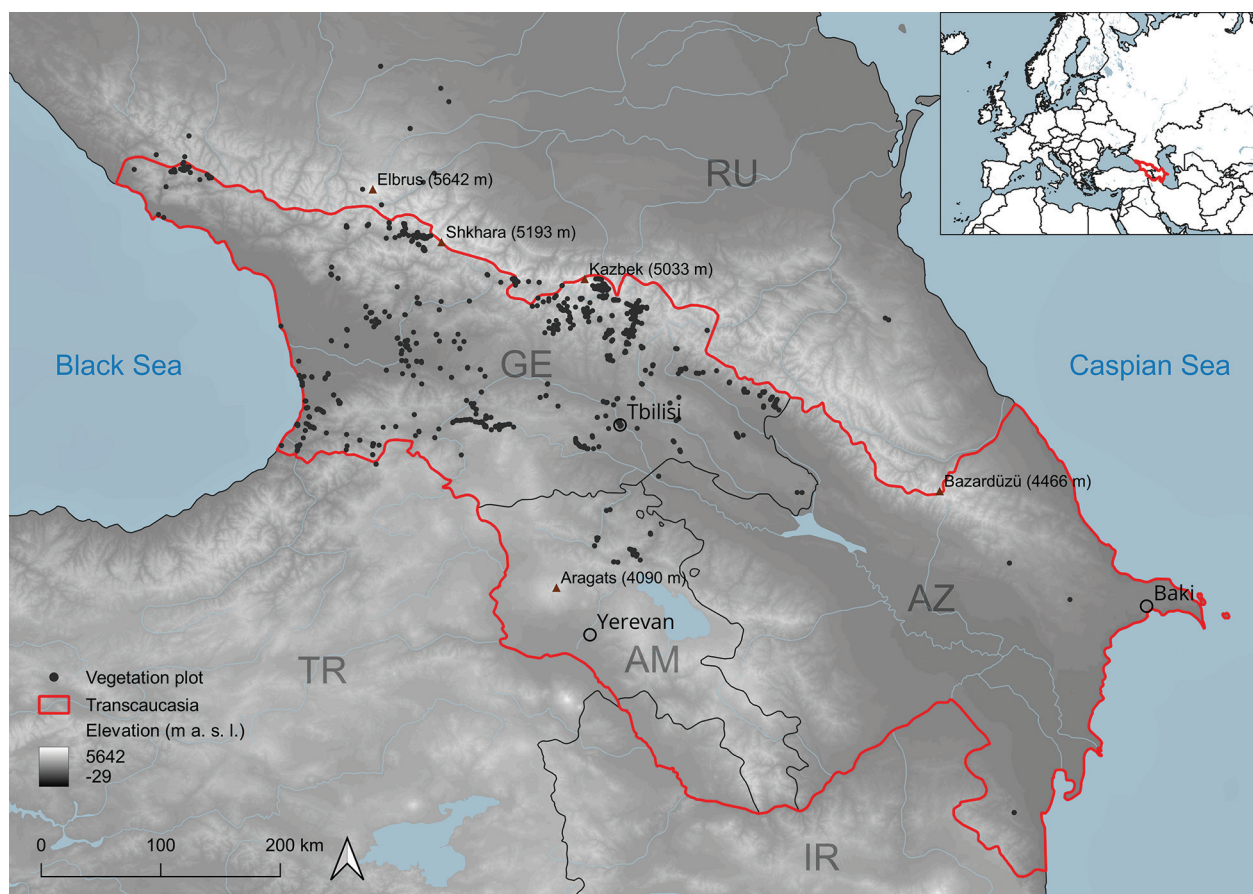 RU
Elbrus (5642 m)
Shkhara (5193 m)
Kazbek (5033 m)
Black Sea
GE
Caspian Sea
Tbilisi
Bazardüzü (4466 m)
Aragats (4090 m)
AZ
Baki
Yerevan
AM
TR
Vegetation plot
Transcaucasia
Elevation (m a. s. l.)
5642
-29
0 100 200 km
IR